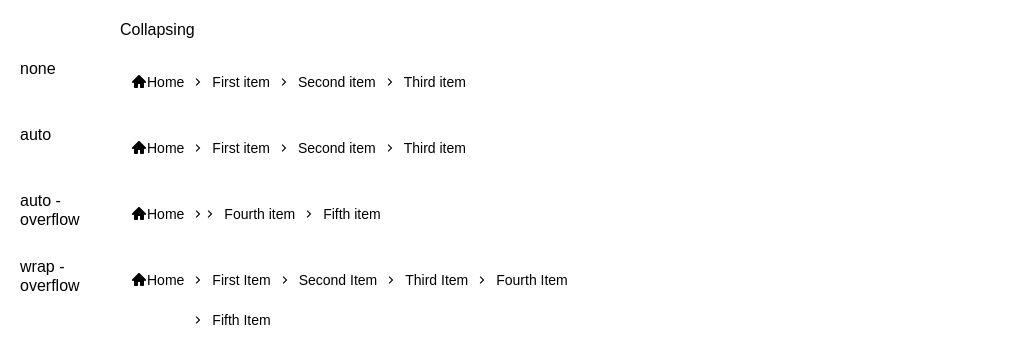 Collapsing
none
Home > First item > Second item > Third item
auto
Home > First item > Second item > Third item
auto -
overflow
Home > > Fourth item > Fifth item
wrap -
overflow
Home > First Item > Second Item > Third Item > Fourth Item
> Fifth Item